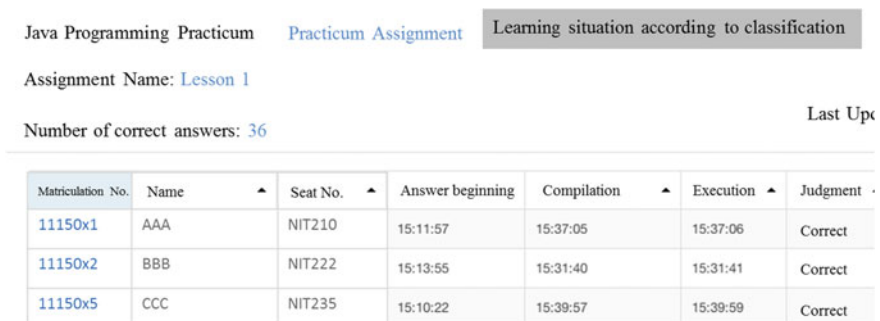 Java Programming Practicum Practicum Assignment Learning situation according to classification
Assignment Name: Lesson 1
Last Upd
Number of correct answers: 36
Matriculation No. Name Seat No. Answer beginning Compilation Execution Judgment
11150x1 AAA NIT210 15:11:57 15:37:05 15:37:06 Correct
11150x2 BBB NIT222 15:13:55 15:31:40 15:31:41 Correct
11150x5 CCC NIT235 15:10:22 15:39:57 15:39:59 Correct